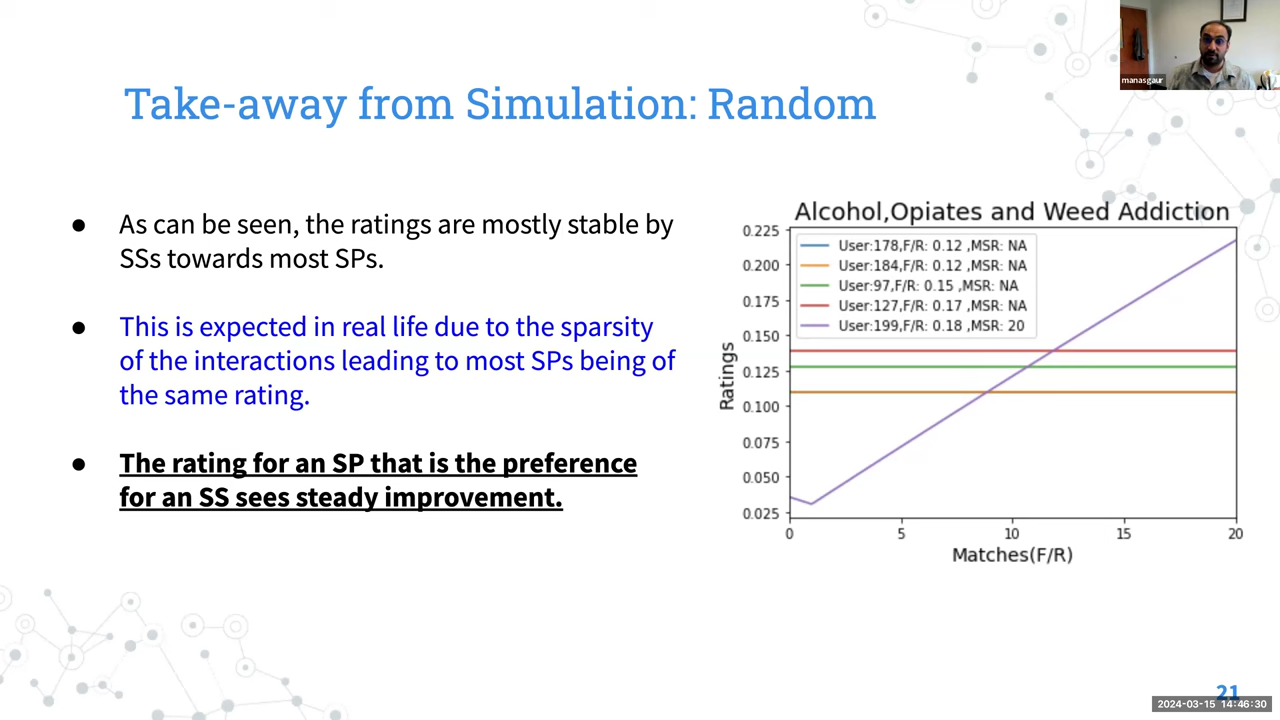 manasgaur
Take-away from Simulation: Random
● As can be seen, the ratings are mostly stable by
SSs towards most SPs.
● This is expected in real life due to the sparsity
of the interactions leading to most SPs being of
the same rating.
● The rating for an SP that is the preference
for an SS sees steady improvement.
Alcohol,Opiates and Weed Addiction
User:178,F/R: 0.12 ,MSR: NA
User:184,F/R: 0.12 ,MSR: NA
User:97,F/R: 0.15 ,MSR: NA
User:127,F/R: 0.17 ,MSR: NA
User:199,F/R: 0.18 ,MSR: 20
Ratings
0.225
0.200
0.175
0.150
0.125
0.100
0.075
0.050
0.025
0 5 10 15 20
Matches(F/R)
21
2024-03-15 14:46:30